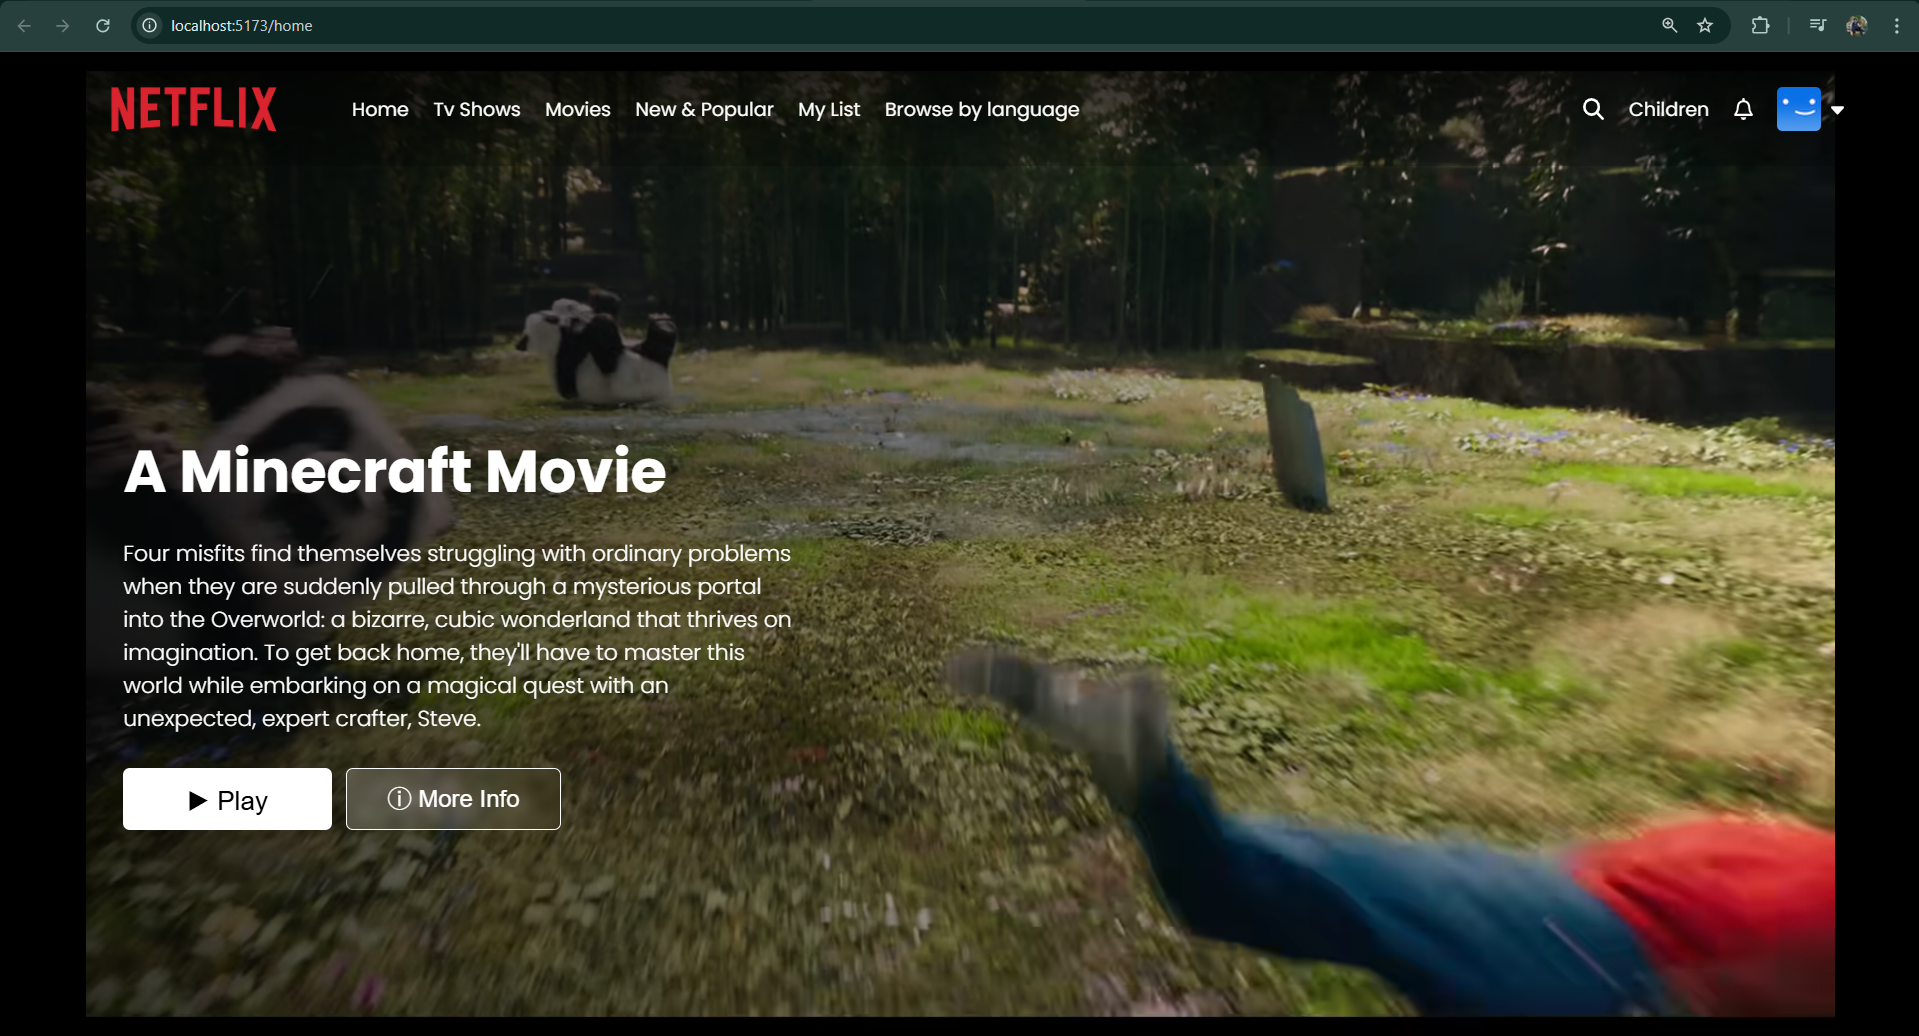 localhost:5173/home
NETFLIX
Home Tv Shows Movies New & Popular My List Browse by language
Children
A Minecraft Movie
Four misfits find themselves struggling with ordinary problems
when they are suddenly pulled through a mysterious portal
into the Overworld: a bizarre, cubic wonderland that thrives on
imagination. To get back home, they'll have to master this
world while embarking on a magical quest with an
unexpected, expert crafter, Steve.
Play
More Info